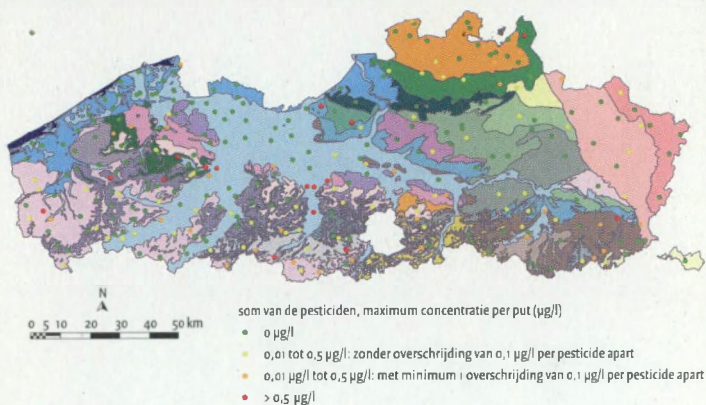 N
0 5 10 20 30 40 50 km
som van de pesticiden, maximum concentratie per put (µg/l)
0 µg/l
0,01 tot 0,5 µg/l: zonder overschrijding van 0,1 µg/l per pesticide apart
0,01 µg/l tot 0,5 µg/l: met minimum 1 overschrijding van 0,1 µg/l per pesticide apart
> 0,5 µg/l